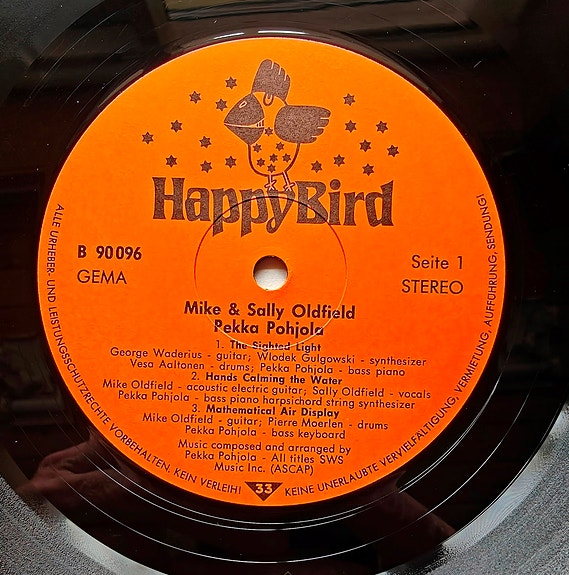 HappyBird
B 90096
GEMA
Seite 1
STEREO
Mike & Sally Oldfield
Pekka Pohjola
1. The Sighted Light
George Waderius - guitar; Wlodek Gulgowski - synthesizer
Vesa Aaltonen - drums; Pekka Pohjola - bass piano
2. Hands Calming the Water
Mike Oldfield - acoustic electric guitar; Sally Oldfield - vocals
Pekka Pohjola - bass piano harpsichord string synthesizer
3. Mathematical Air Display
Mike Oldfield - guitar; Pierre Moerlen - drums
Pekka Pohjola - bass keyboard
Music composed and arranged by
Pekka Pohjola - All titles SWS
Music Inc. (ASCAP)
33
ALLE URHEBER- UND LEISTUNGSSCHUTZRECHTE VORBEHALTEN, KEIN VERLEIH! KEINE UNERLAUBTE VERVIELFÄLTIGUNG, VERMIETUNG, AUFFÜHRUNG, SENDUNG!